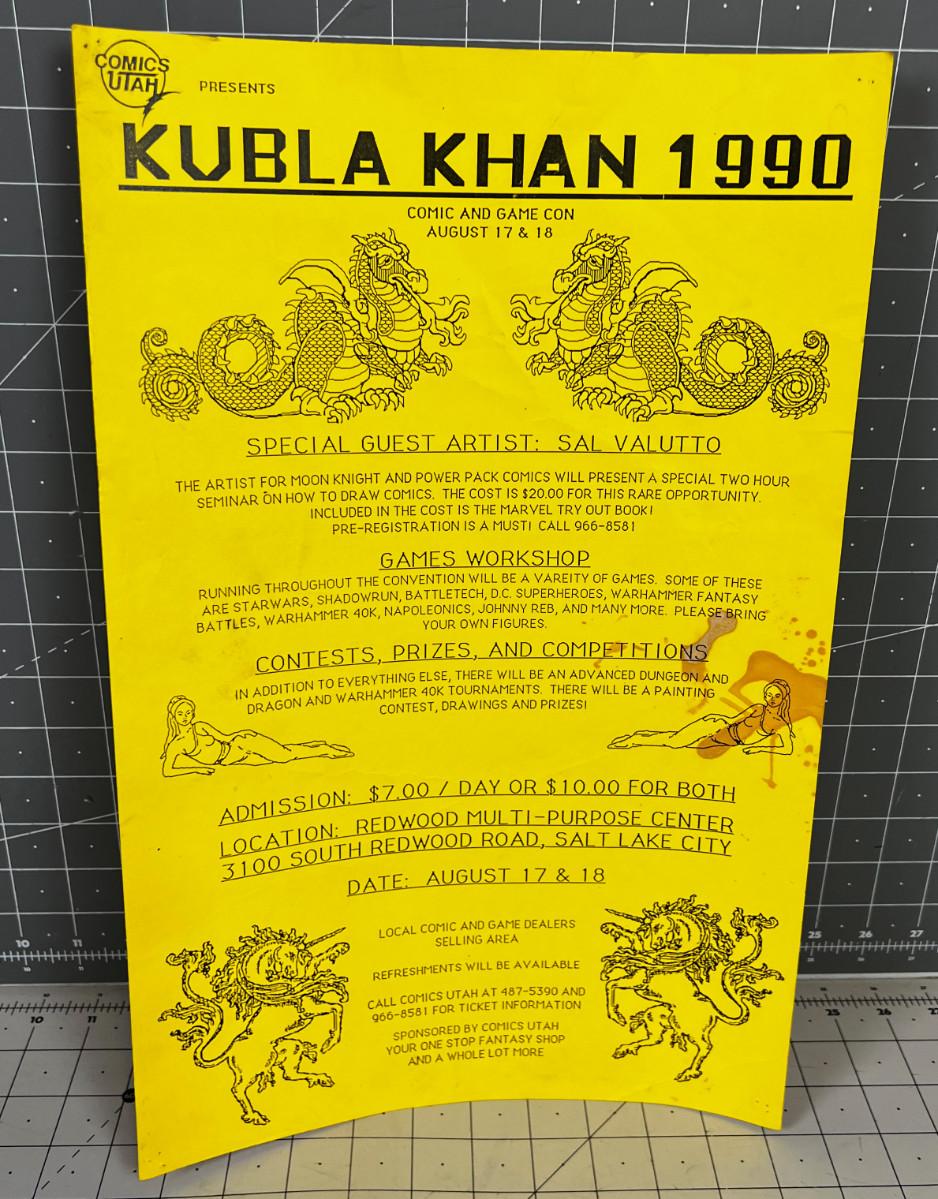 COMICS
UTAH
PRESENTS
KUBLA KHAN 1990
COMIC AND GAME CON
AUGUST 17 & 18
SPECIAL GUEST ARTIST: SAL VALUTTO
THE ARTIST FOR MOON KNIGHT AND POWER PACK COMICS WILL PRESENT A SPECIAL TWO HOUR
SEMINAR ON HOW TO DRAW COMICS. THE COST IS $20.00 FOR THIS RARE OPPORTUNITY.
INCLUDED IN THE COST IS THE MARVEL TRY OUT BOOK!
PRE-REGISTRATION IS A MUST! CALL 966-8581
GAMES WORKSHOP
RUNNING THROUGHOUT THE CONVENTION WILL BE A VAREITY OF GAMES. SOME OF THESE
ARE STARWARS, SHADOWRUN, BATTLETECH, D.C. SUPERHEROES, WARHAMMER FANTASY
BATTLES, WARHAMMER 40K, NAPOLEONICS, JOHNNY REB, AND MANY MORE. PLEASE BRING
YOUR OWN FIGURES.
CONTESTS, PRIZES, AND COMPETITIONS
IN ADDITION TO EVERYTHING ELSE, THERE WILL BE AN ADVANCED DUNGEON AND
DRAGON AND WARHAMMER 40K TOURNAMENTS. THERE WILL BE A PAINTING
CONTEST, DRAWINGS AND PRIZES!
ADMISSION: $7.00 / DAY OR $10.00 FOR BOTH
LOCATION: REDWOOD MULTI-PURPOSE CENTER
3100 SOUTH REDWOOD ROAD, SALT LAKE CITY
DATE: AUGUST 17 & 18
LOCAL COMIC AND GAME DEALERS
SELLING AREA
REFRESHMENTS WILL BE AVAILABLE
CALL COMICS UTAH AT 487-5390 AND
966-8581 FOR TICKET INFORMATION
SPONSORED BY COMICS UTAH
YOUR ONE STOP FANTASY SHOP
AND A WHOLE LOT MORE
10 11 25 26 27
10 11 25 26